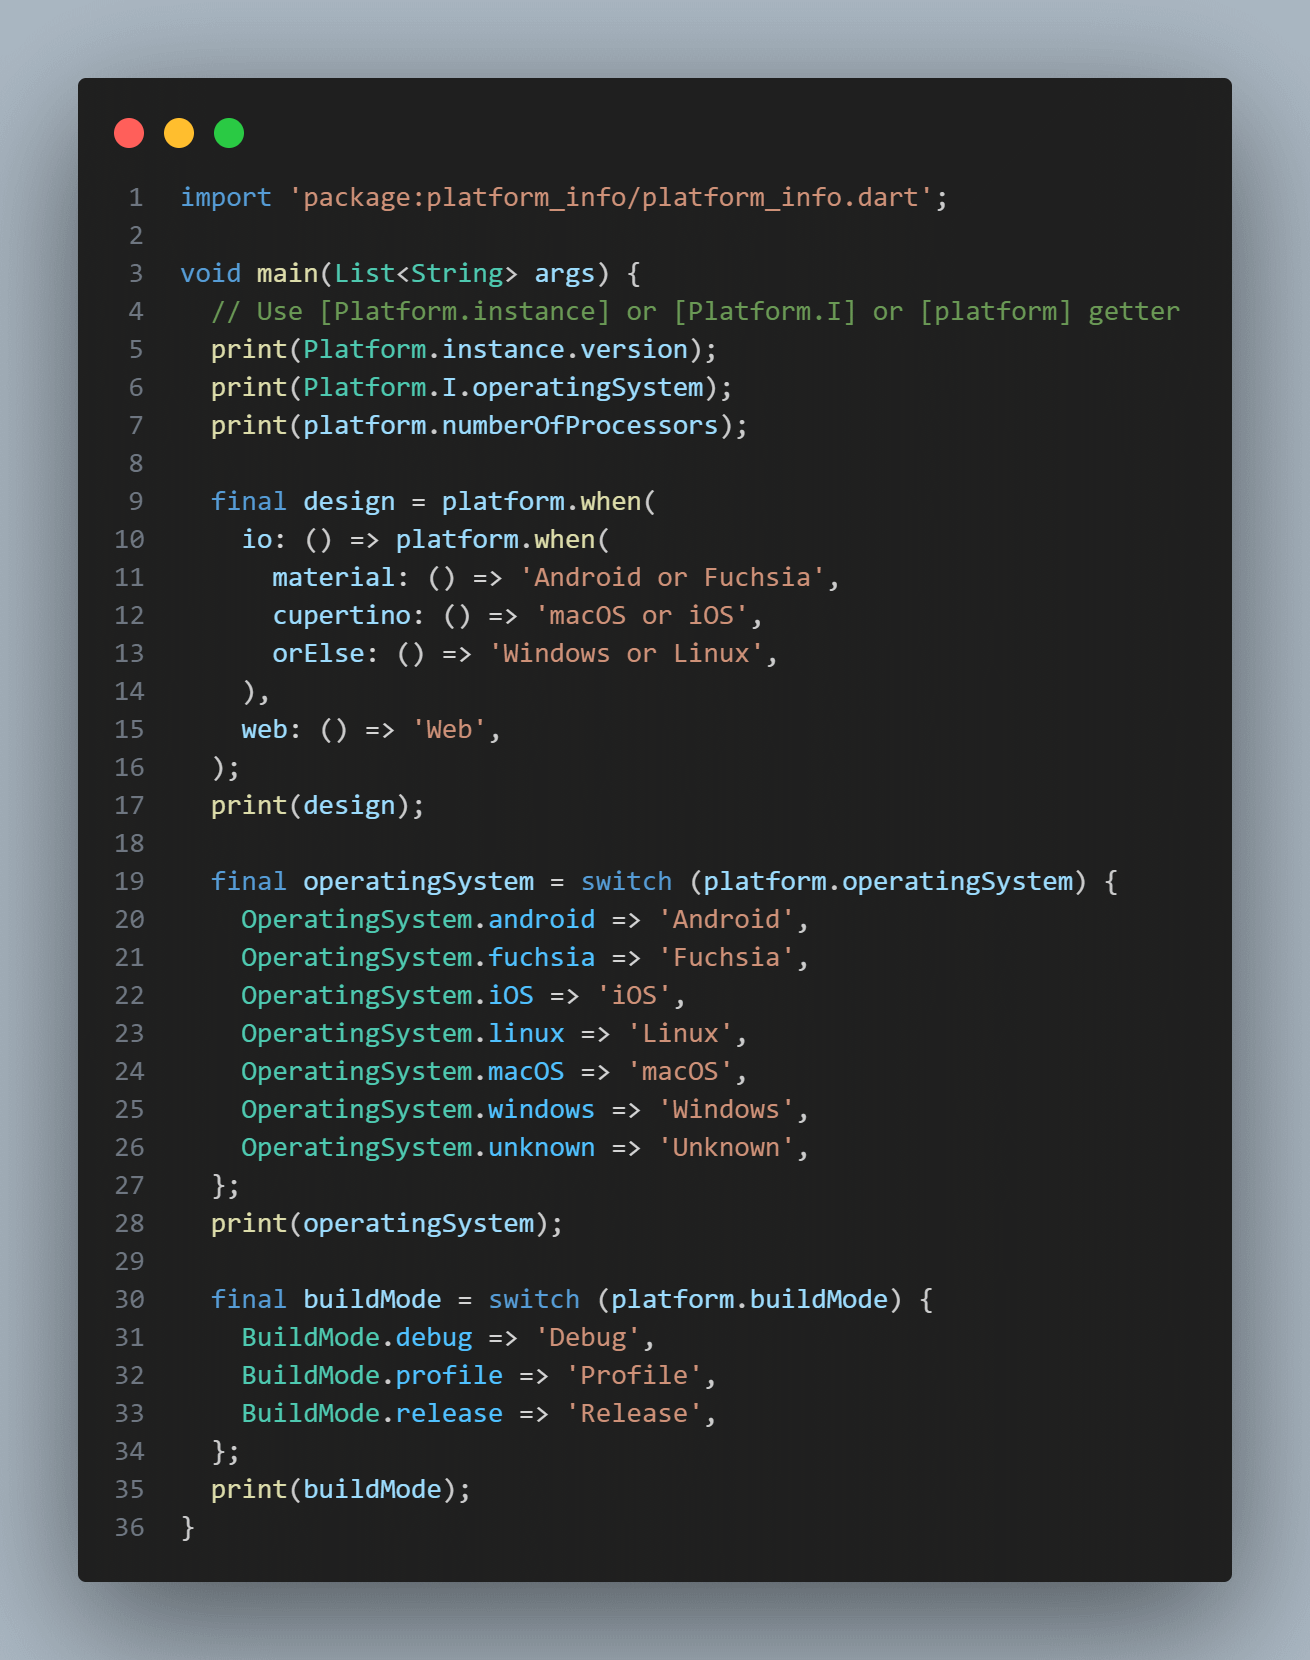 1 import 'package:platform_info/platform_info.dart';
2
3 void main(List<String> args) {
4   // Use [Platform.instance] or [Platform.I] or [platform] getter
5   print(Platform.instance.version);
6   print(Platform.I.operatingSystem);
7   print(platform.numberOfProcessors);
8
9   final design = platform.when(
10     io: () => platform.when(
11       material: () => 'Android or Fuchsia',
12       cupertino: () => 'macOS or iOS',
13       orElse: () => 'Windows or Linux',
14     ),
15     web: () => 'Web',
16   );
17   print(design);
18
19   final operatingSystem = switch (platform.operatingSystem) {
20     OperatingSystem.android => 'Android',
21     OperatingSystem.fuchsia => 'Fuchsia',
22     OperatingSystem.iOS => 'iOS',
23     OperatingSystem.linux => 'Linux',
24     OperatingSystem.macOS => 'macOS',
25     OperatingSystem.windows => 'Windows',
26     OperatingSystem.unknown => 'Unknown',
27   };
28   print(operatingSystem);
29
30   final buildMode = switch (platform.buildMode) {
31     BuildMode.debug => 'Debug',
32     BuildMode.profile => 'Profile',
33     BuildMode.release => 'Release',
34   };
35   print(buildMode);
36 }